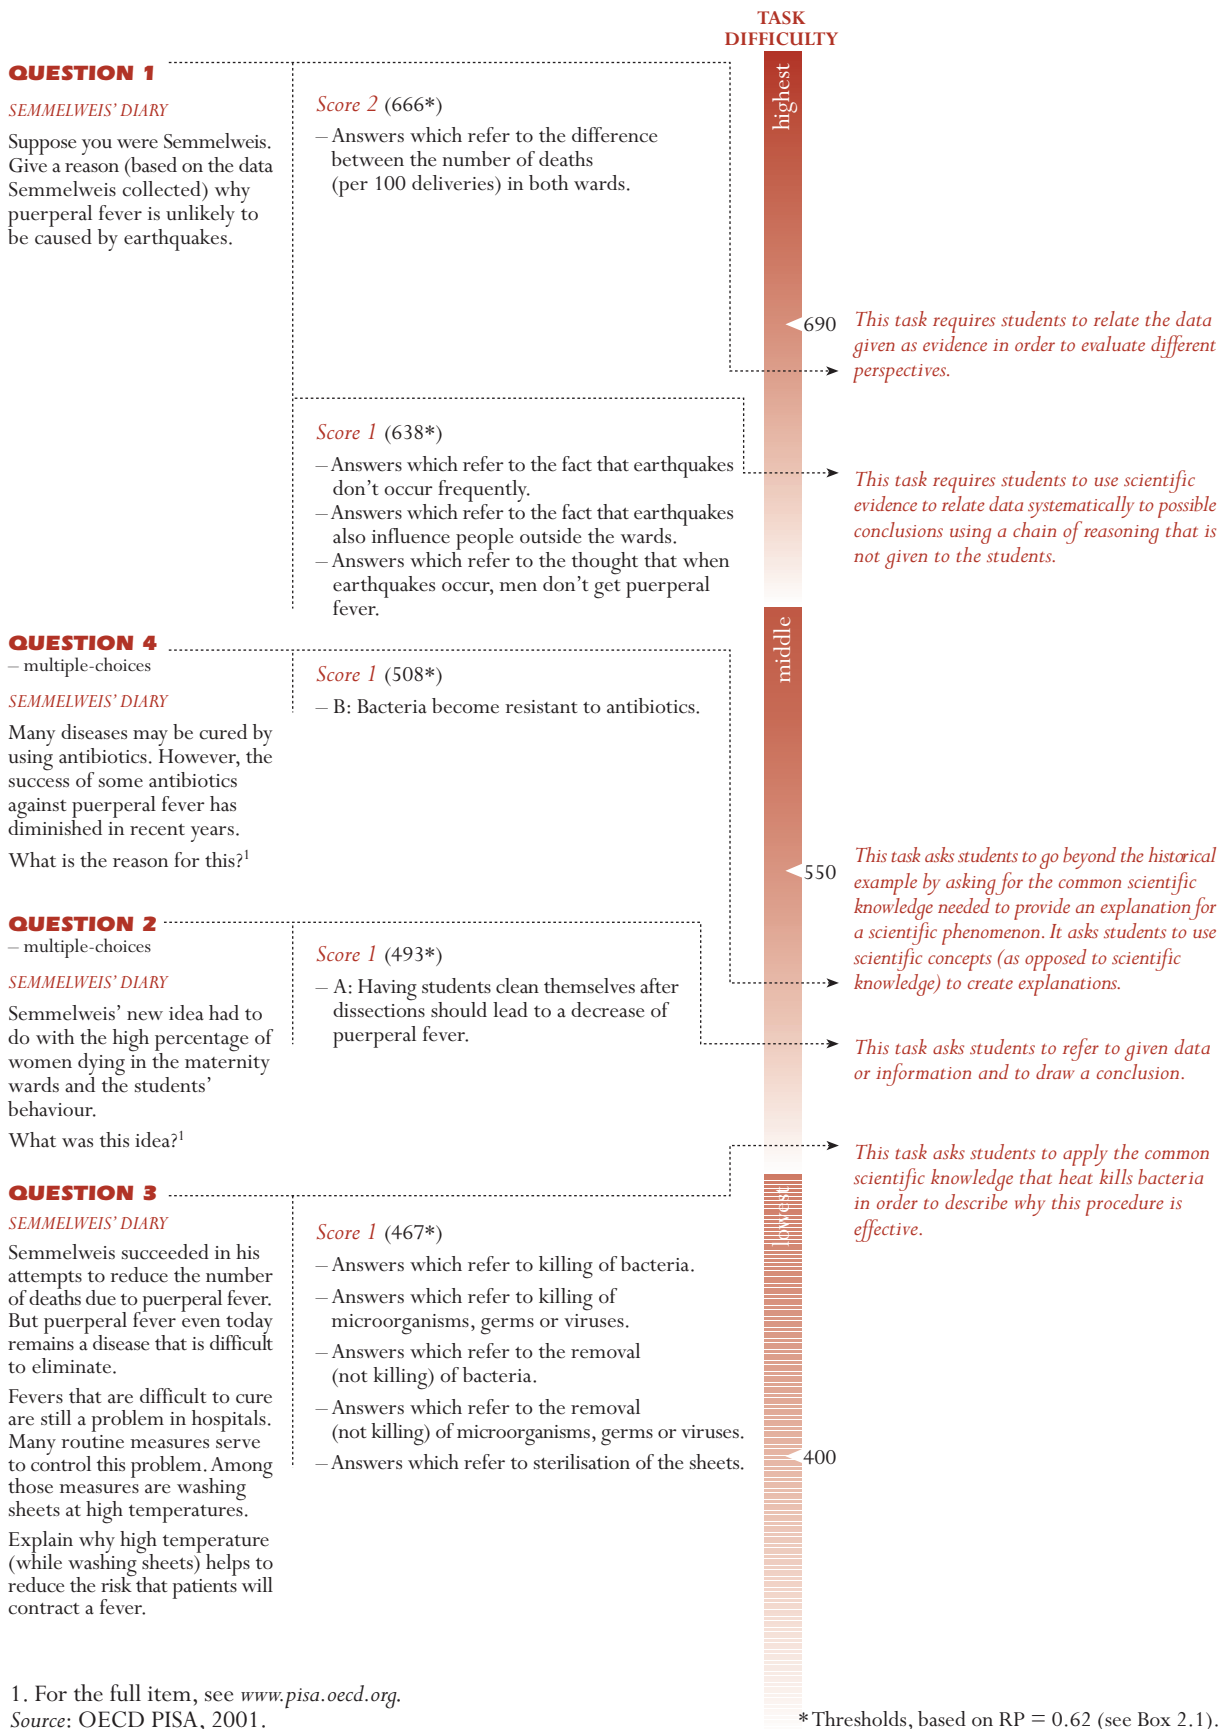 TASK
DIFFICULTY
highest
QUESTION 1
SEMMELWEIS' DIARY
Suppose you were Semmelweis.
Give a reason (based on the data
Semmelweis collected) why
puerperal fever is unlikely to
be caused by earthquakes.
Score 2 (666*)
– Answers which refer to the difference
between the number of deaths
(per 100 deliveries) in both wards.
690
This task requires students to relate the data
given as evidence in order to evaluate different
perspectives.
Score 1 (638*)
– Answers which refer to the fact that earthquakes
don't occur frequently.
– Answers which refer to the fact that earthquakes
also influence people outside the wards.
– Answers which refer to the thought that when
earthquakes occur, men don't get puerperal
fever.
This task requires students to use scientific
evidence to relate data systematically to possible
conclusions using a chain of reasoning that is
not given to the students.
middle
QUESTION 4
– multiple-choices
SEMMELWEIS' DIARY
Many diseases may be cured by
using antibiotics. However, the
success of some antibiotics
against puerperal fever has
diminished in recent years.
What is the reason for this?1
Score 1 (508*)
– B: Bacteria become resistant to antibiotics.
550
This task asks students to go beyond the historical
example by asking for the common scientific
knowledge needed to provide an explanation for
a scientific phenomenon. It asks students to use
scientific concepts (as opposed to scientific
knowledge) to create explanations.
QUESTION 2
– multiple-choices
SEMMELWEIS' DIARY
Semmelweis' new idea had to
do with the high percentage of
women dying in the maternity
wards and the students'
behaviour.
What was this idea?1
Score 1 (493*)
– A: Having students clean themselves after
dissections should lead to a decrease of
puerperal fever.
This task asks students to refer to given data
or information and to draw a conclusion.
lowest
QUESTION 3
SEMMELWEIS' DIARY
Semmelweis succeeded in his
attempts to reduce the number
of deaths due to puerperal fever.
But puerperal fever even today
remains a disease that is difficult
to eliminate.
Fevers that are difficult to cure
are still a problem in hospitals.
Many routine measures serve
to control this problem. Among
those measures are washing
sheets at high temperatures.
Explain why high temperature
(while washing sheets) helps to
reduce the risk that patients will
contract a fever.
Score 1 (467*)
– Answers which refer to killing of bacteria.
– Answers which refer to killing of
microorganisms, germs or viruses.
– Answers which refer to the removal
(not killing) of bacteria.
– Answers which refer to the removal
(not killing) of microorganisms, germs or viruses.
– Answers which refer to sterilisation of the sheets.
This task asks students to apply the common
scientific knowledge that heat kills bacteria
in order to describe why this procedure is
effective.
400
1. For the full item, see www.pisa.oecd.org.
Source: OECD PISA, 2001.
* Thresholds, based on RP = 0.62 (see Box 2.1).